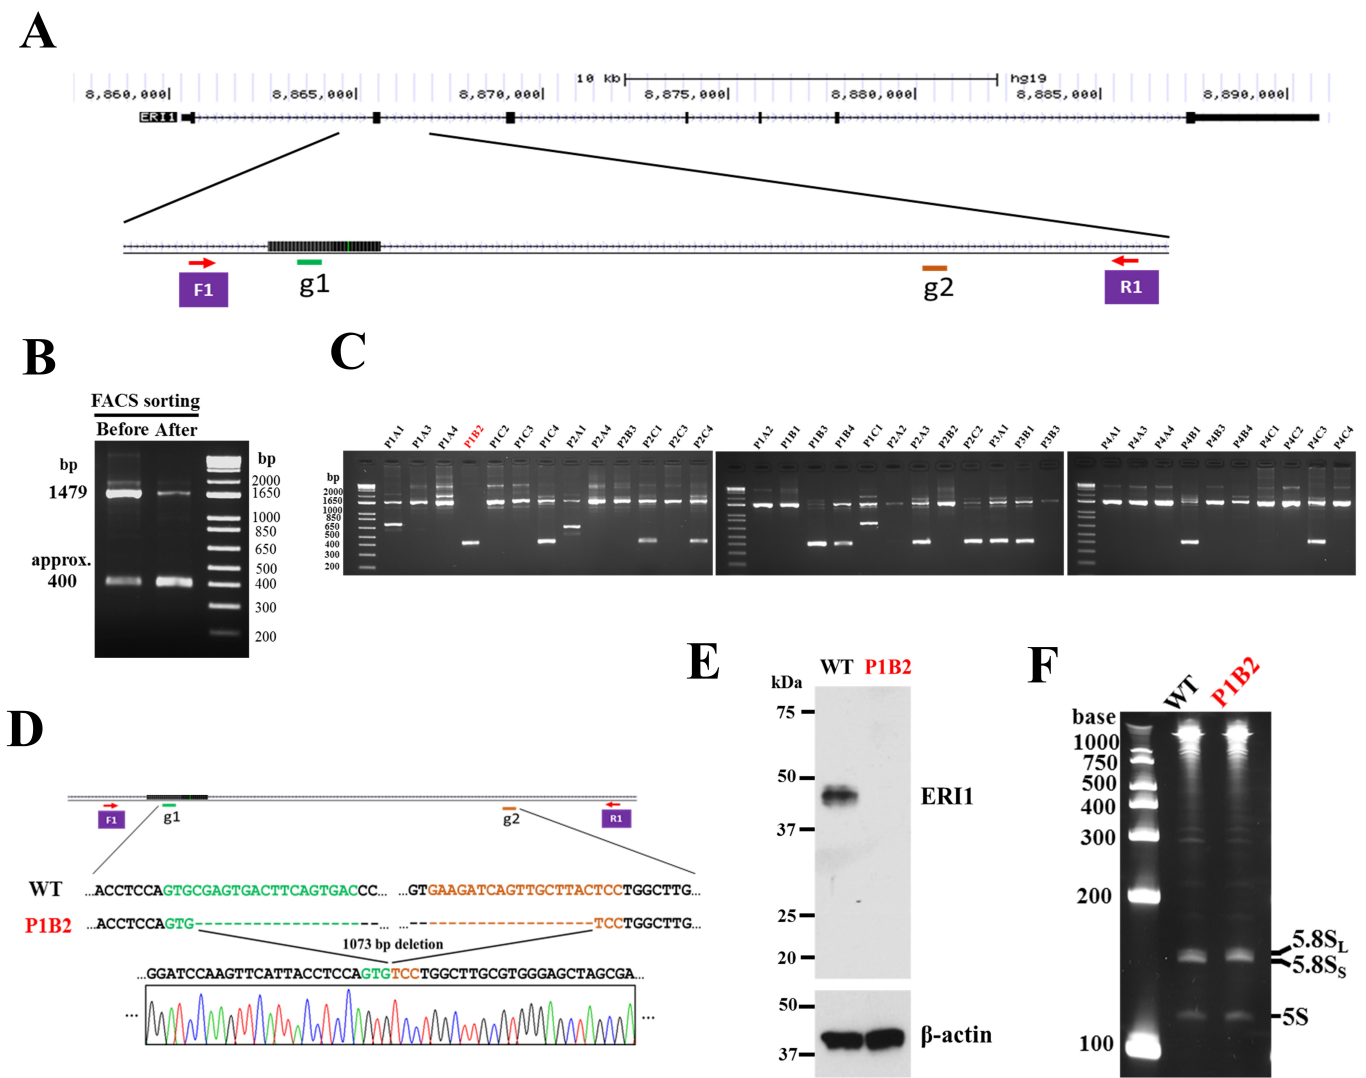 A
10 kb hg19
8,860,000 8,865,000 8,870,000 8,875,000 8,880,000 8,885,000 8,890,000
ERI1
F1 g1 g2 R1
B
FACS sorting
Before After
bp bp
1479
approx.
400
2000
1650
1000
850
650
500
400
300
200
C
P1A1 P1A3 P1A4 P1B2 P1C2 P1C3 P1C4 P2A1 P2A4 P2B3 P2C1 P2C3 P2C4
P1A2 P1B1 P1B3 P1B4 P1C1 P2A2 P2A3 P2B2 P2C2 P3A1 P3B1 P3B3
P4A1 P4A3 P4A4 P4B1 P4B3 P4B4 P4C1 P4C2 P4C3 P4C4
bp
2000
1650
1000
850
650
500
400
300
200
D
F1 g1 g2 R1
WT ...ACCTCCAGTGCGAGTGACTTCAGTGACCC... ...GTGAAGATCAGTTGCTTACTCCTGGCTTG...
P1B2 ...ACCTCCAGTG------------------... ...--------------TCCTGGCTTG...
1073 bp deletion
...GGATCCAAGTTCATTACCTCCAGTGTCCTGGCTTGCGTGGGAGCTAGCGA...
... ...
E
WT P1B2
kDa
75
50
37
25
20
ERI1
50
37
β-actin
F
WT P1B2
base
1000
750
500
400
300
200
100
5.8SL
5.8SS
5S